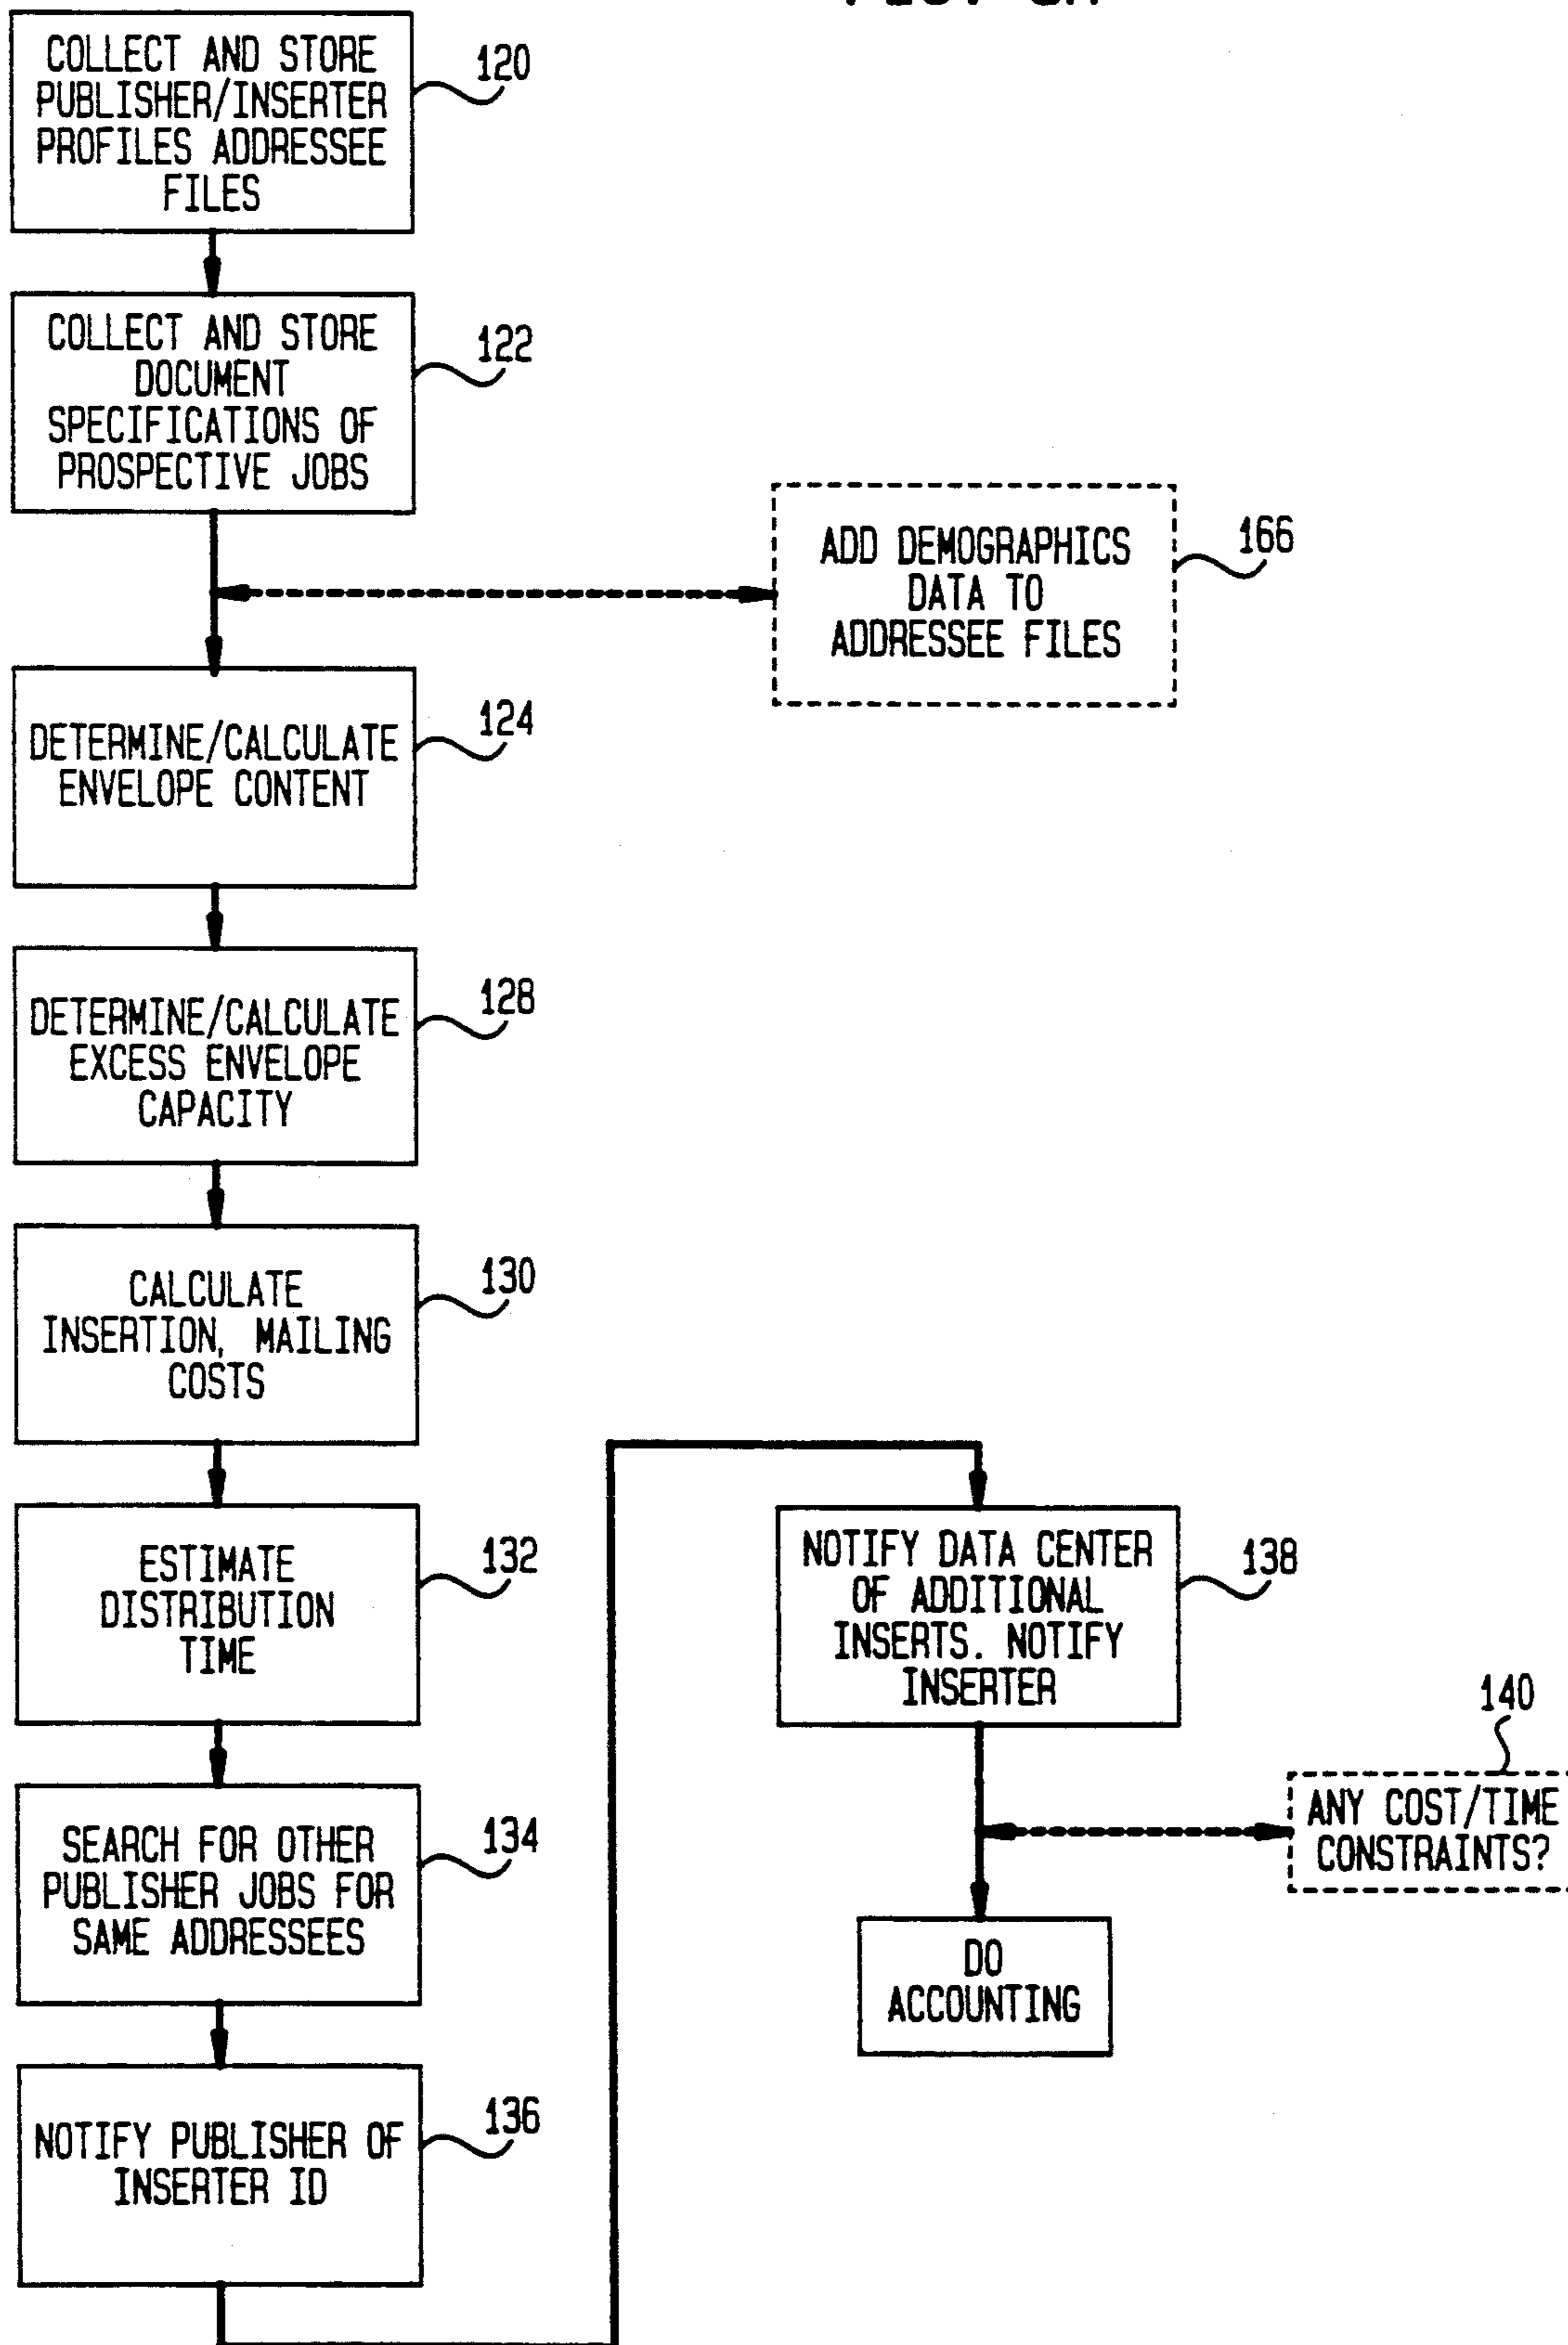 COLLECT AND STORE
PUBLISHER/INSERTER
PROFILES ADDRESSEE
FILES
120
COLLECT AND STORE
DOCUMENT
SPECIFICATIONS OF
PROSPECTIVE JOBS
122
ADD DEMOGRAPHICS
DATA TO
ADDRESSEE FILES
166
DETERMINE/CALCULATE
ENVELOPE CONTENT
124
DETERMINE/CALCULATE
EXCESS ENVELOPE
CAPACITY
128
CALCULATE
INSERTION, MAILING
COSTS
130
ESTIMATE
DISTRIBUTION
TIME
132
SEARCH FOR OTHER
PUBLISHER JOBS FOR
SAME ADDRESSEES
134
NOTIFY PUBLISHER OF
INSERTER ID
136
NOTIFY DATA CENTER
OF ADDITIONAL
INSERTS. NOTIFY
INSERTER
138
140
ANY COST/TIME
CONSTRAINTS?
DO
ACCOUNTING